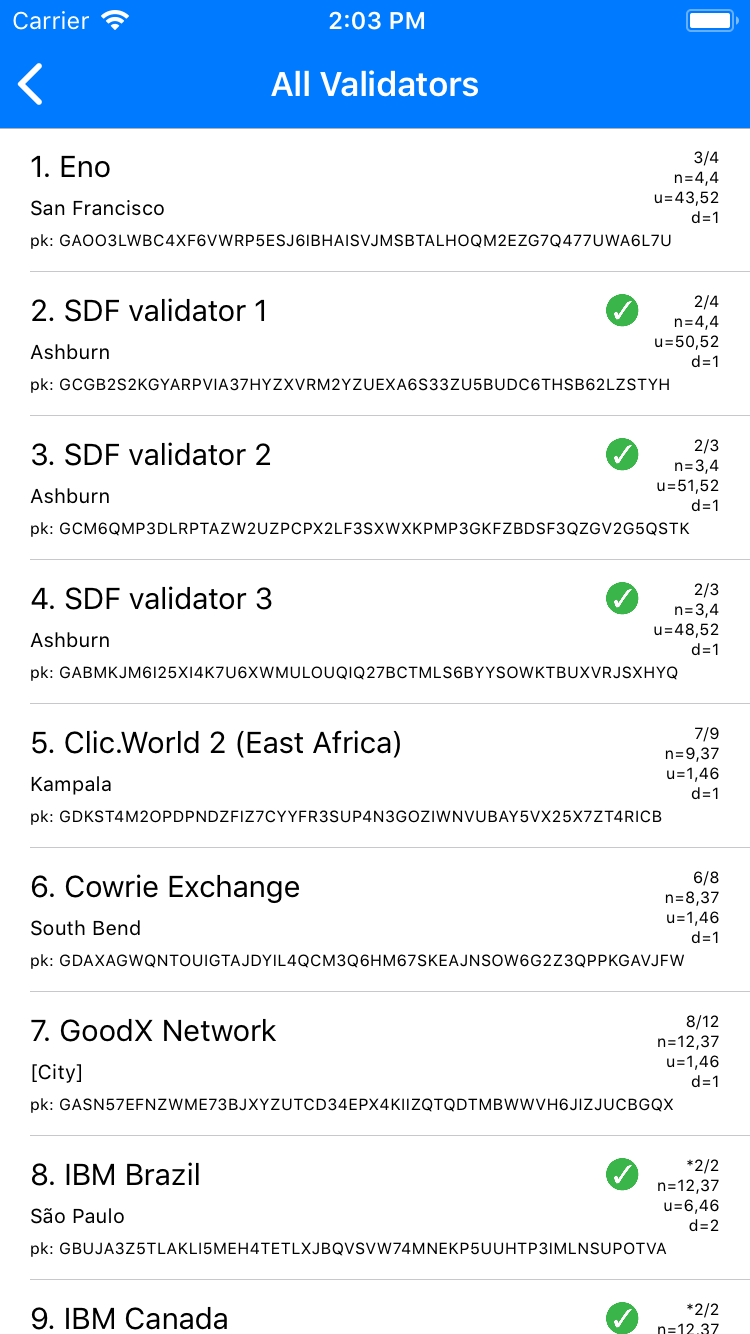 Carrier 2:03 PM
All Validators
1. Eno
3/4
n=4,4
San Francisco
u=43,52
d=1
pk: GAOO3LWBC4XF6VWRP5ESJ6IBHAISVJMSBTALHOQM2EZG7Q477UWA6L7U
2. SDF validator 1
2/4
n=4,4
Ashburn
u=50,52
d=1
pk: GCGB2S2KGYARPVIA37HYZXVRM2YZUEXA6S33ZU5BUDC6THSB62LZSTYH
3. SDF validator 2
2/3
n=3,4
Ashburn
u=51,52
d=1
pk: GCM6QMP3DLRPTAZW2UZPCPX2LF3SXWXKPMP3GKFZBDSF3QZGV2G5QSTK
4. SDF validator 3
2/3
n=3,4
Ashburn
u=48,52
d=1
pk: GABMKJM6I25XI4K7U6XWMULOUQIQ27BCTMLS6BYYSOWKTBUXVRJSXHYQ
5. Clic.World 2 (East Africa)
7/9
n=9,37
Kampala
u=1,46
d=1
pk: GDKST4M2OPDPNDZFIZ7CYYFR3SUP4N3GOZIWNVUBAY5VX25X7ZT4RICB
6. Cowrie Exchange
6/8
n=8,37
South Bend
u=1,46
d=1
pk: GDAXAGWQNTOUIGTAJDYIL4QCM3Q6HM67SKEAJNSOW6G2Z3QPPKGAVJFW
7. GoodX Network
8/12
n=12,37
[City]
u=1,46
d=1
pk: GASN57EFNZWME73BJXYZUTCD34EPX4KIIZQTQDTMBWWVH6JIZJUCBGQX
8. IBM Brazil
*2/2
n=12,37
São Paulo
u=6,46
d=2
pk: GBUJA3Z5TLAKLI5MEH4TETLXJBQVSVW74MNEKP5UUHTP3IMLNSUPOTVA
9. IBM Canada
*2/2
n=12,37